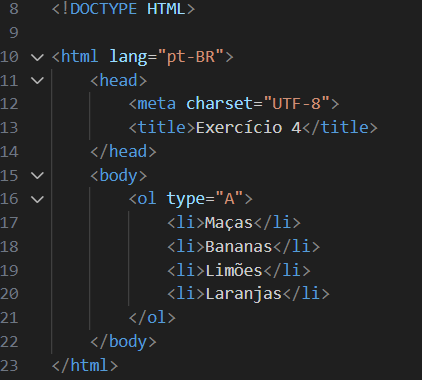 8 <!DOCTYPE HTML>
9
10 <html lang="pt-BR">
11 <head>
12 <meta charset="UTF-8">
13 <title>Exercício 4</title>
14 </head>
15 <body>
16 <ol type="A">
17 <li>Maças</li>
18 <li>Bananas</li>
19 <li>Limões</li>
20 <li>Laranjas</li>
21 </ol>
22 </body>
23 </html>